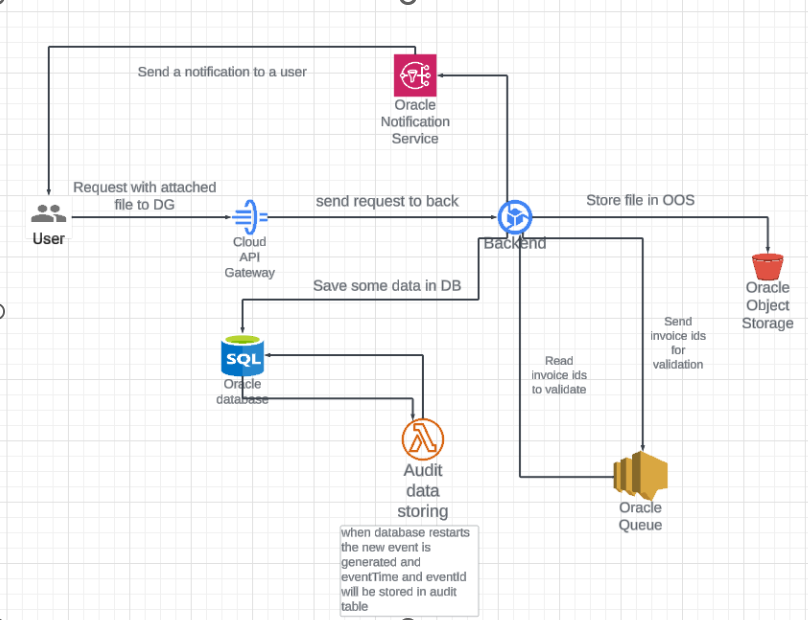 Send a notification to a user
Oracle
Notification
Service
Request with attached
file to DG
send request to back
Store file in OOS
User
Cloud
API
Gateway
Backend
Oracle
Object
Storage
Save some data in DB
Send
invoice ids
for
validation
Read
invoice ids
to validate
SQL
Oracle
database
Audit
data
storing
Oracle
Queue
when database restarts
the new event is
generated and
eventTime and eventId
will be stored in audit
table